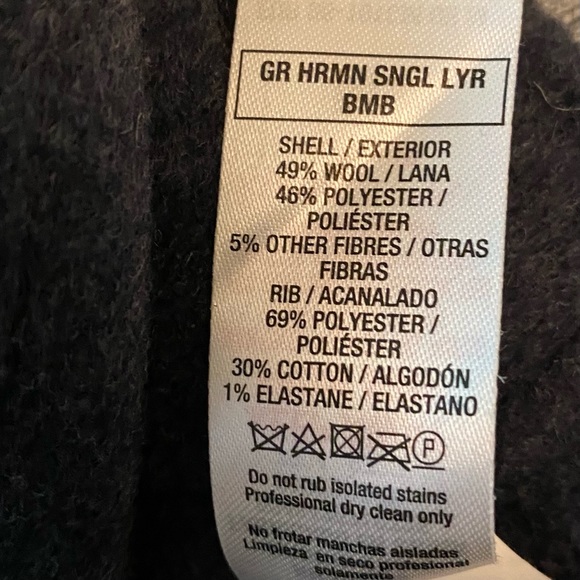 GR HRMN SNGL LYR
BMB
SHELL / EXTERIOR
49% WOOL / LANA
46% POLYESTER /
POLIÉSTER
5% OTHER FIBRES / OTRAS
FIBRAS
RIB / ACANALADO
69% POLYESTER /
POLIÉSTER
30% COTTON / ALGODÓN
1% ELASTANE / ELASTANO
P
Do not rub isolated stains
Professional dry clean only
No frotar manchas aisladas
Limpieza en seco profesional
solamente